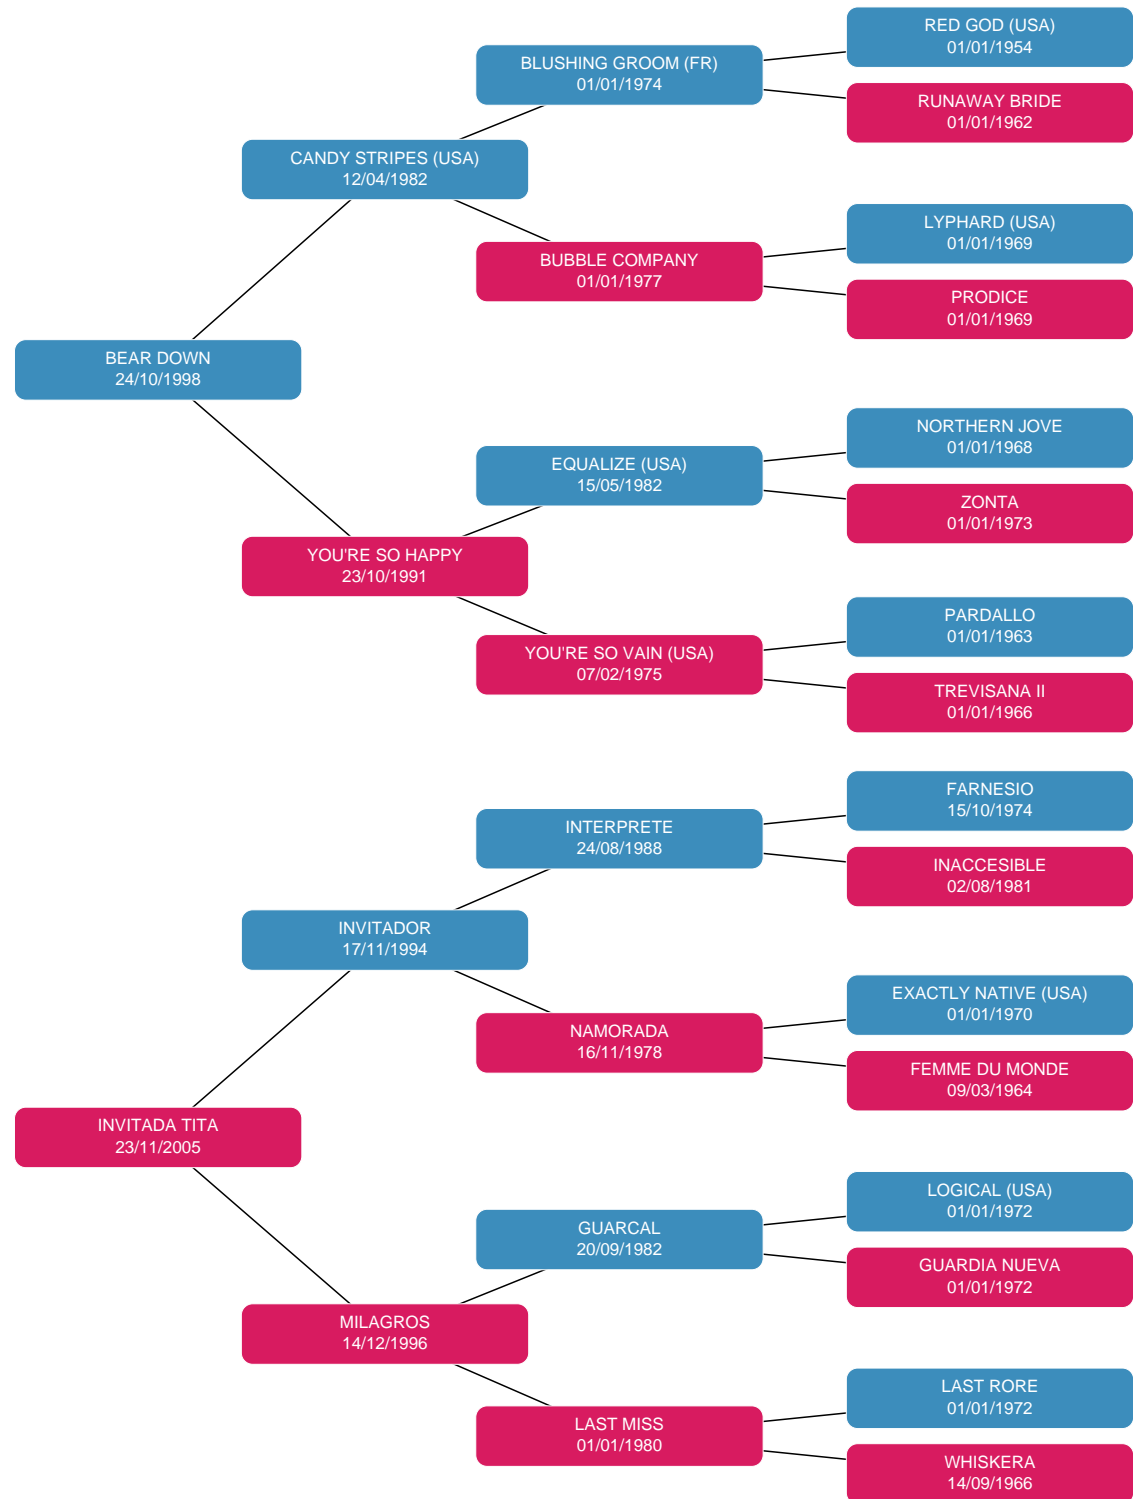 RED GOD (USA)
01/01/1954
BLUSHING GROOM (FR)
01/01/1974
RUNAWAY BRIDE
01/01/1962
CANDY STRIPES (USA)
12/04/1982
LYPHARD (USA)
01/01/1969
BUBBLE COMPANY
01/01/1977
PRODICE
01/01/1969
BEAR DOWN
24/10/1998
NORTHERN JOVE
01/01/1968
EQUALIZE (USA)
15/05/1982
ZONTA
01/01/1973
YOU'RE SO HAPPY
23/10/1991
PARDALLO
01/01/1963
YOU'RE SO VAIN (USA)
07/02/1975
TREVISANA II
01/01/1966
FARNESIO
15/10/1974
INTERPRETE
24/08/1988
INACCESIBLE
02/08/1981
INVITADOR
17/11/1994
EXACTLY NATIVE (USA)
01/01/1970
NAMORADA
16/11/1978
FEMME DU MONDE
09/03/1964
INVITADA TITA
23/11/2005
LOGICAL (USA)
01/01/1972
GUARCAL
20/09/1982
GUARDIA NUEVA
01/01/1972
MILAGROS
14/12/1996
LAST RORE
01/01/1972
LAST MISS
01/01/1980
WHISKERA
14/09/1966